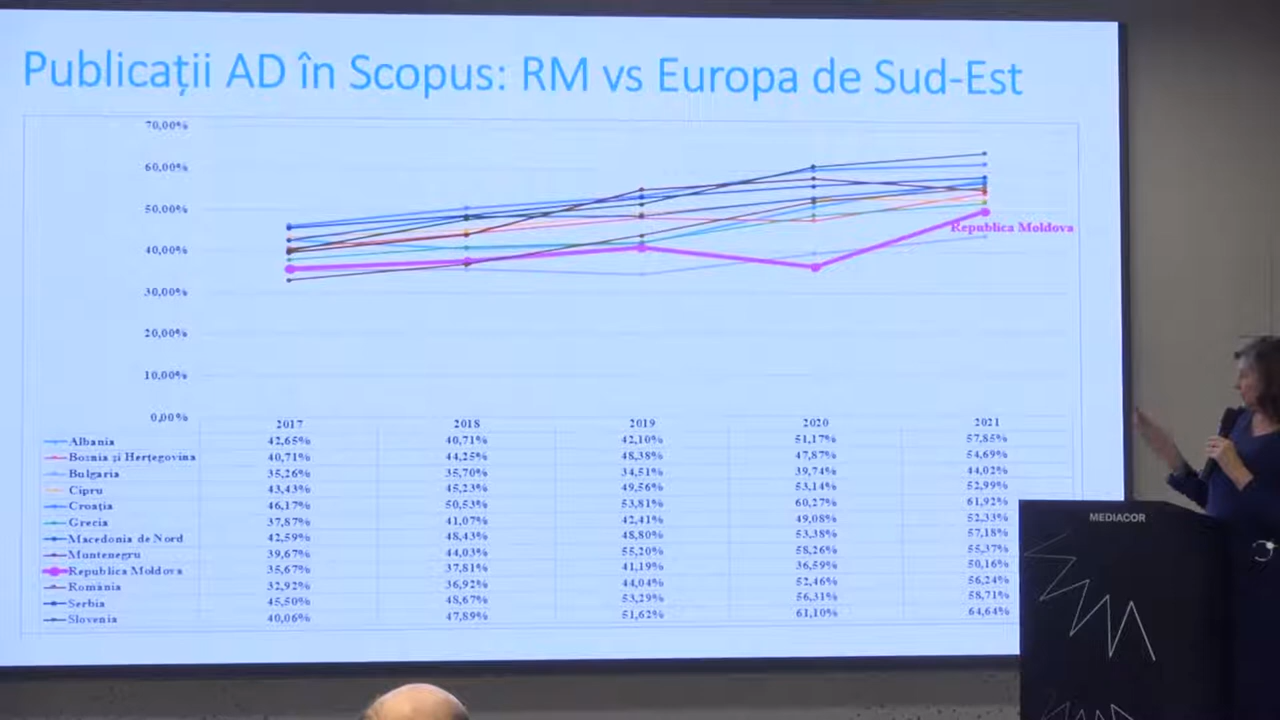 Publicații AD în Scopus: RM vs Europa de Sud-Est
70,00%
60,00%
50,00%
40,00%
30,00%
20,00%
10,00%
0,00%
Republica Moldova
2017 2018 2019 2020 2021
Albania 42,65% 40,71% 42,10% 51,17% 57,85%
Bosnia și Herțegovina 40,71% 44,25% 48,38% 47,87% 54,69%
Bulgaria 35,26% 35,70% 34,51% 39,74% 44,02%
Cipru 43,43% 45,23% 49,56% 53,14% 52,99%
Croația 46,17% 50,53% 53,81% 60,27% 61,92%
Grecia 37,87% 41,07% 42,41% 49,08% 52,33%
Macedonia de Nord 42,59% 48,43% 48,80% 53,38% 57,18%
Muntenegru 39,67% 44,03% 55,20% 58,26% 55,37%
Republica Moldova 35,67% 37,81% 41,19% 36,59% 50,16%
România 32,92% 36,92% 44,04% 52,46% 56,24%
Serbia 45,50% 48,67% 53,29% 56,31% 58,71%
Slovenia 40,06% 47,89% 51,62% 61,10% 64,64%
MEDIACOR